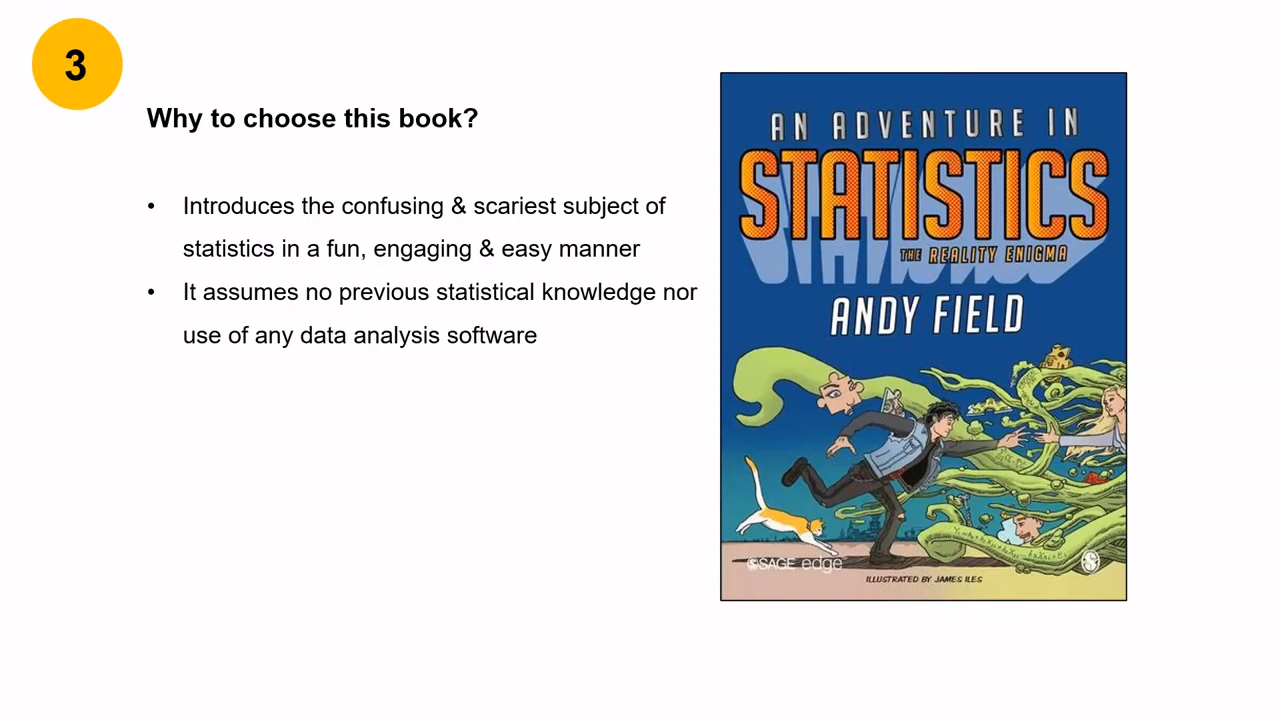 3
Why to choose this book?
• Introduces the confusing & scariest subject of
statistics in a fun, engaging & easy manner
• It assumes no previous statistical knowledge nor
use of any data analysis software
AN ADVENTURE IN
STATISTICS
THE REALITY ENIGMA
ANDY FIELD
SAGE edge
ILLUSTRATED BY JAMES ILES